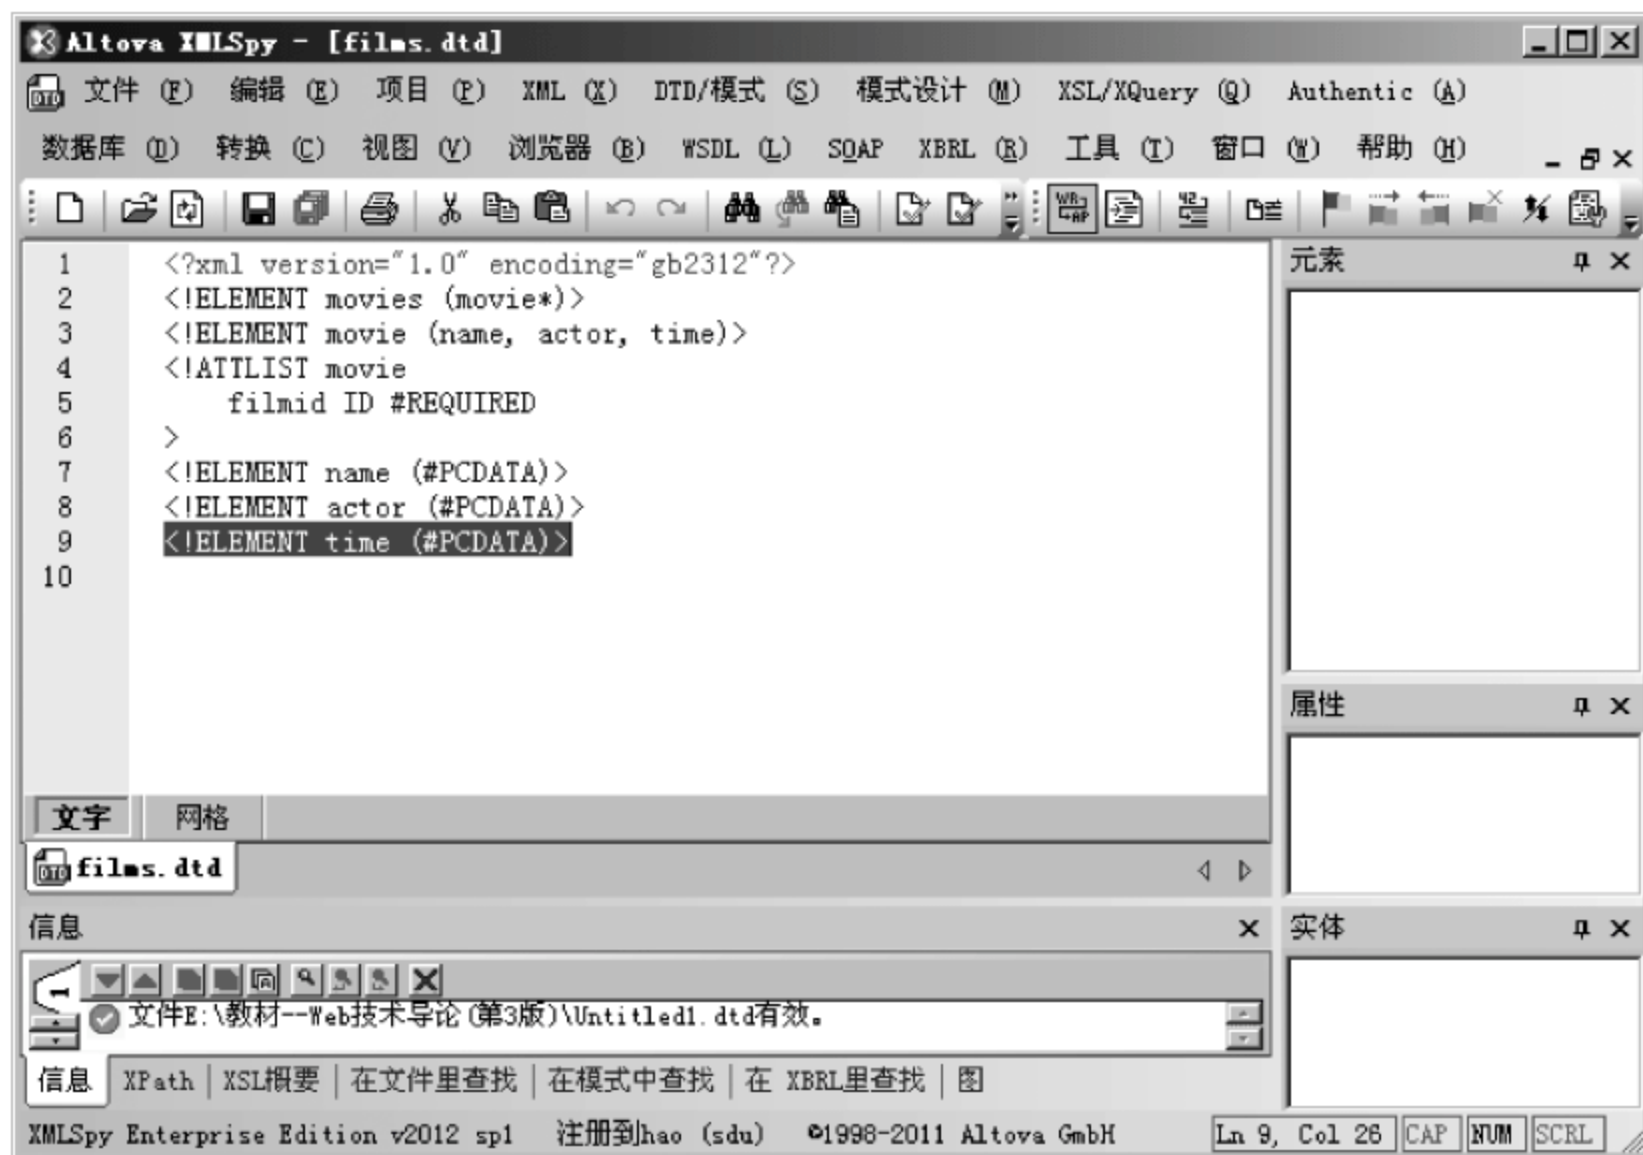 Altova XMLSpy - [films.dtd]
文件 (F) 编辑 (E) 项目 (P) XML (X) DTD/模式 (S) 模式设计 (M) XSL/XQuery (Q) Authentic (A)
数据库 (D) 转换 (C) 视图 (V) 浏览器 (B) WSDL (L) SOAP XBRL (R) 工具 (T) 窗口 (W) 帮助 (H)
1 <?xml version="1.0" encoding="gb2312"?>
2 <!ELEMENT movies (movie*)>
3 <!ELEMENT movie (name, actor, time)>
4 <!ATTLIST movie
5 filmid ID #REQUIRED
6 >
7 <!ELEMENT name (#PCDATA)>
8 <!ELEMENT actor (#PCDATA)>
9 <!ELEMENT time (#PCDATA)>
10
元素
属性
实体
文字 网格
films.dtd
信息
文件E:\教材--Web技术导论(第3版)\Untitled1.dtd有效。
信息 XPath XSL概要 在文件里查找 在模式中查找 在 XBRL里查找 图
XMLSpy Enterprise Edition v2012 sp1 注册到hao (sdu) ©1998-2011 Altova GmbH Ln 9, Col 26 CAP NUM SCRL